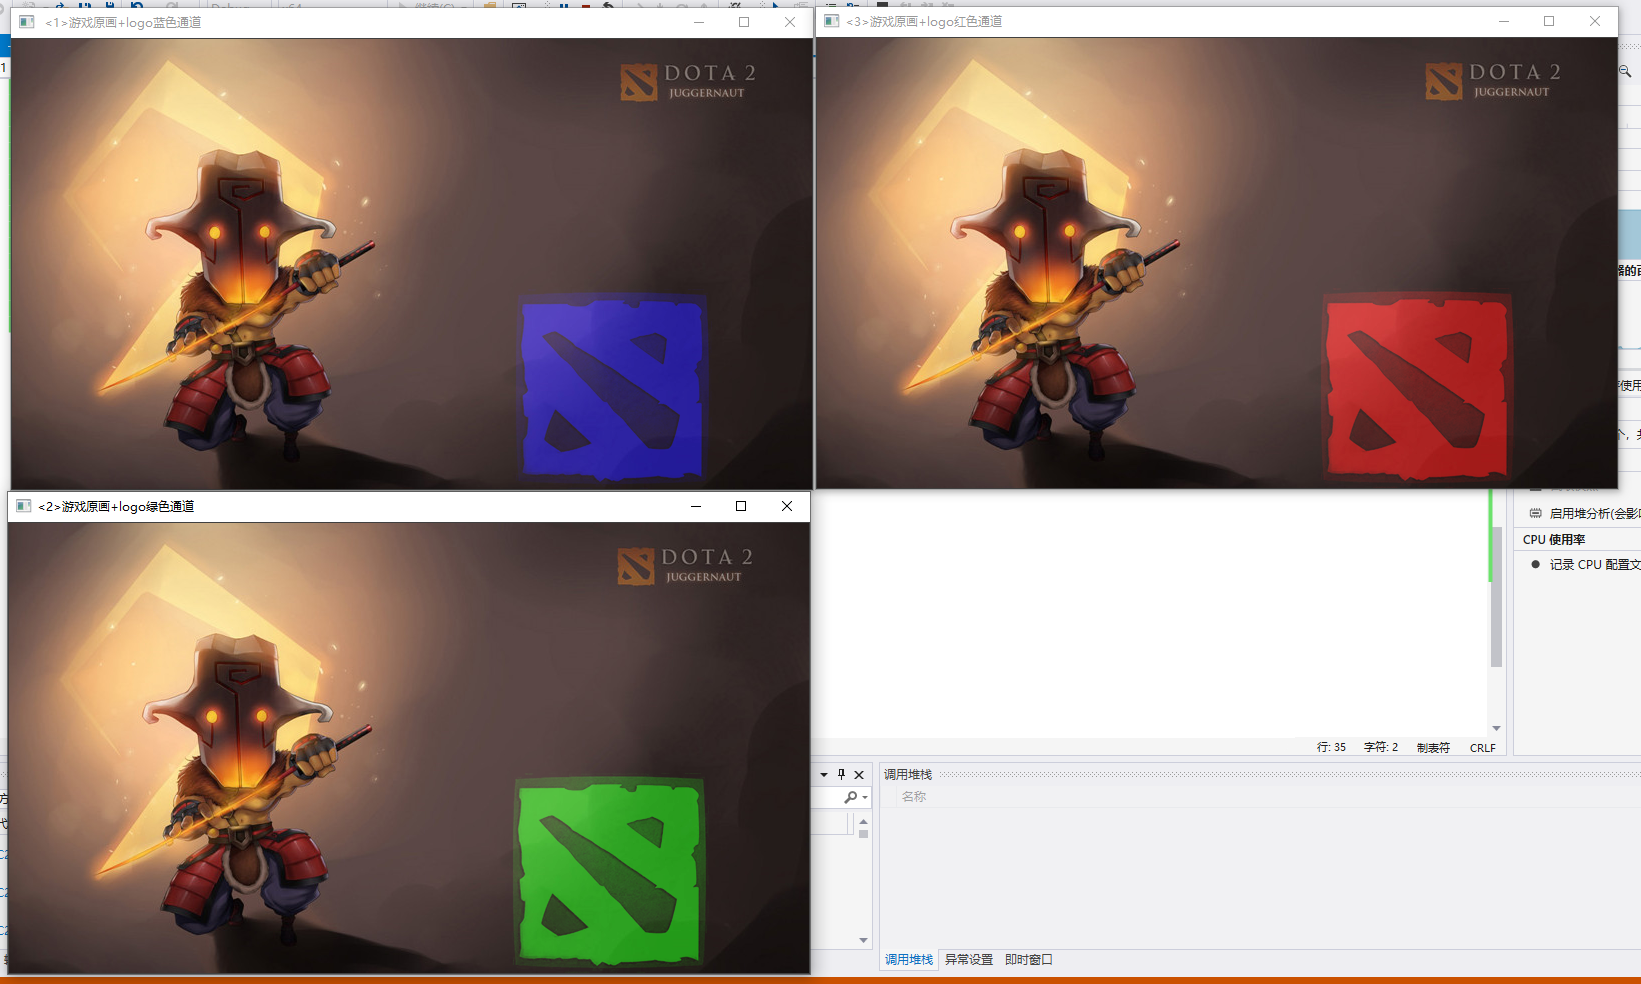 <1>游戏原画+logo蓝色通道
DOTA 2
JUGGERNAUT
<3>游戏原画+logo红色通道
DOTA 2
JUGGERNAUT
<2>游戏原画+logo绿色通道
DOTA 2
JUGGERNAUT
启用堆分析(会影
CPU 使用率
记录 CPU 配置文
行: 35 字符: 2 制表符 CRLF
调用堆栈
名称
调用堆栈 异常设置 即时窗口